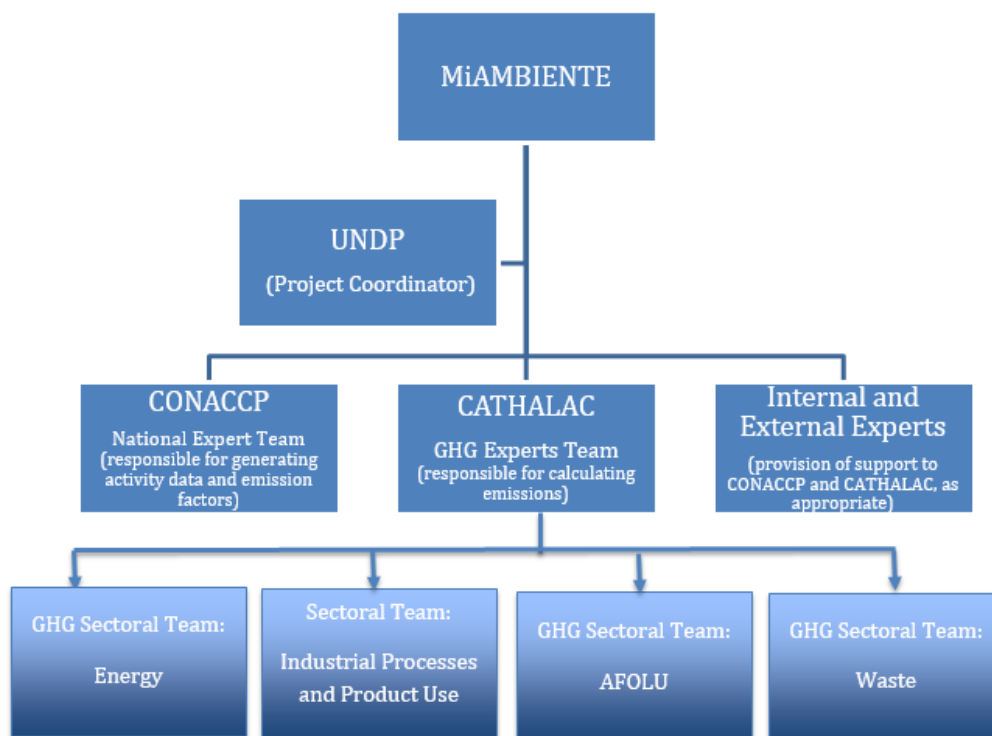 MiAMBIENTE
UNDP
(Project Coordinator)
CONACCP
National Expert Team
(responsible for generating
activity data and emission
factors)
CATHALAC
GHG Experts Team
(responsible for calculating
emissions)
Internal and
External Experts
(provision of support to
CONACCP and CATHALAC, as
appropriate)
GHG Sectoral Team:
Energy
Sectoral Team:
Industrial Processes
and Product Use
GHG Sectoral Team:
AFOLU
GHG Sectoral Team:
Waste